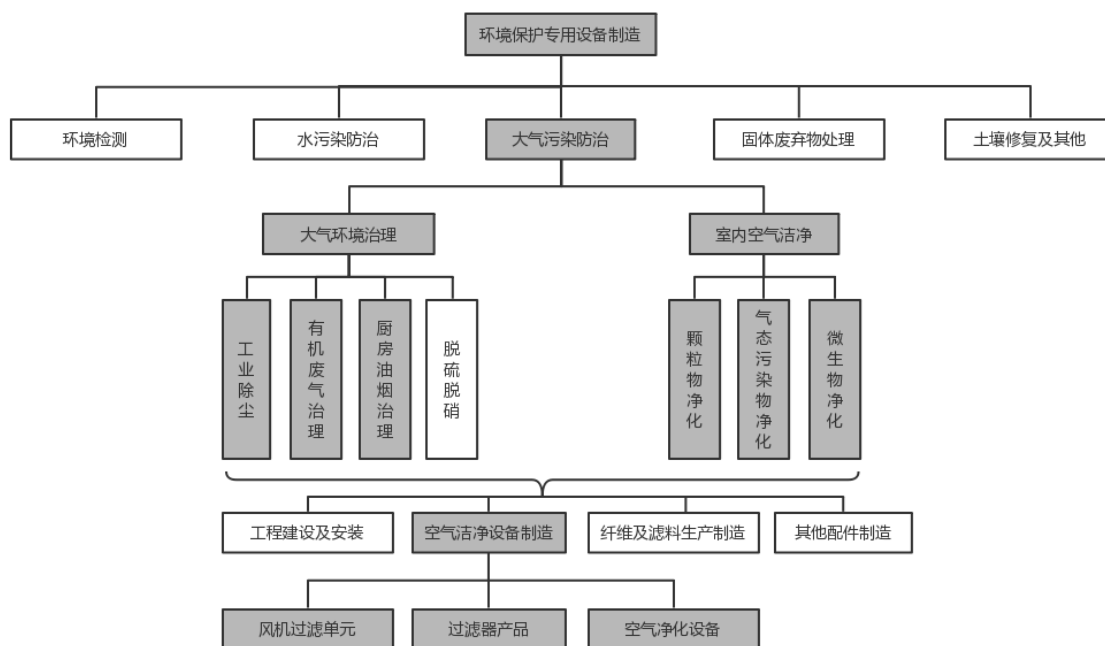 环境保护专用设备制造
环境检测
水污染防治
大气污染防治
固体废弃物处理
土壤修复及其他
大气环境治理
室内空气洁净
工业除尘
有机废气治理
厨房油烟治理
脱硫脱硝
颗粒物净化
气态污染物净化
微生物净化
工程建设及安装
空气洁净设备制造
纤维及滤料生产制造
其他配件制造
风机过滤单元
过滤器产品
空气净化设备